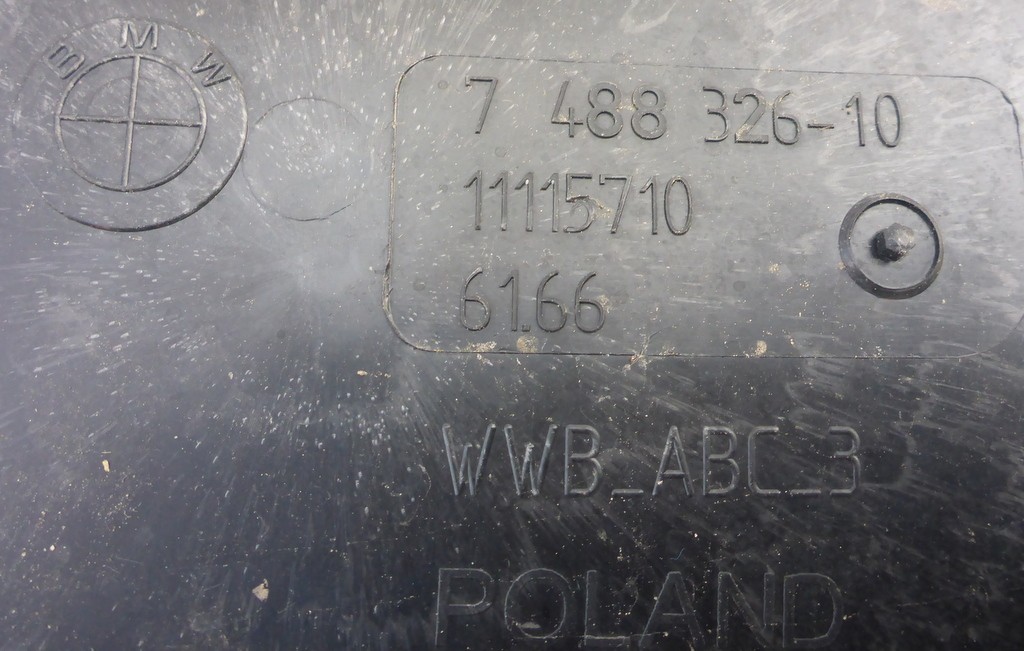 BMW
7 488 326-10
11115710
61.66
WWB_ABC_3
POLAND